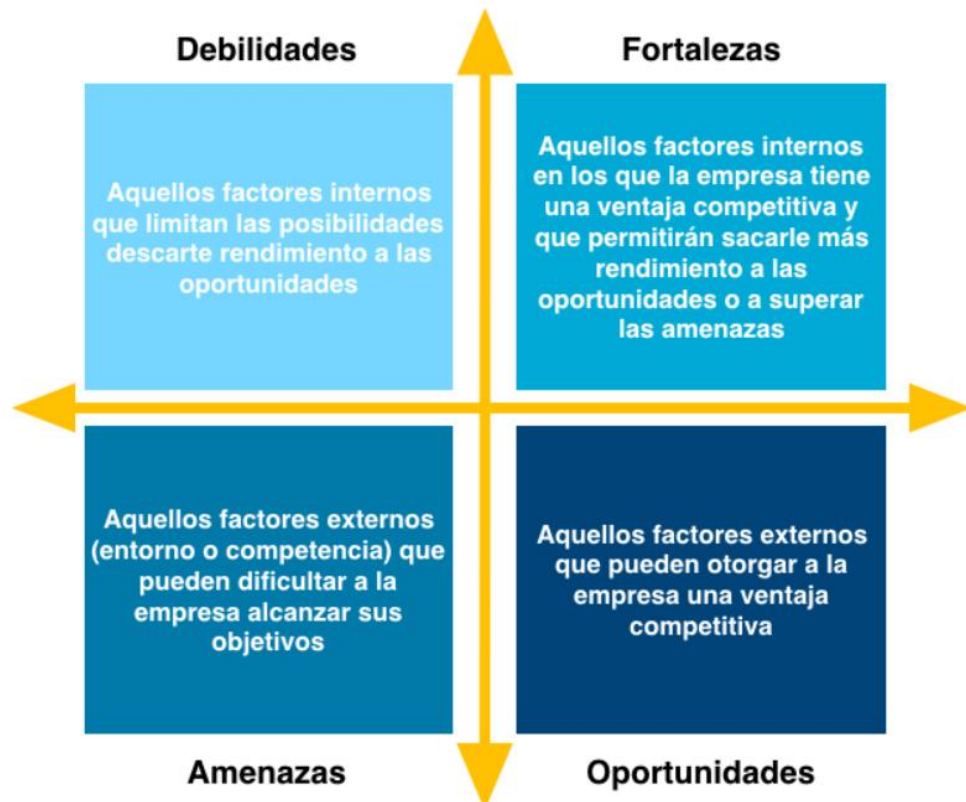 Debilidades
Aquellos factores internos
que limitan las posibilidades
descarte rendimiento a las
oportunidades
Fortalezas
Aquellos factores internos
en los que la empresa tiene
una ventaja competitiva y
que permitirán sacarle más
rendimiento a las
oportunidades o a superar
las amenazas
Aquellos factores externos
(entorno o competencia) que
pueden dificultar a la
empresa alcanzar sus
objetivos
Amenazas
Aquellos factores externos
que pueden otorgar a la
empresa una ventaja
competitiva
Oportunidades